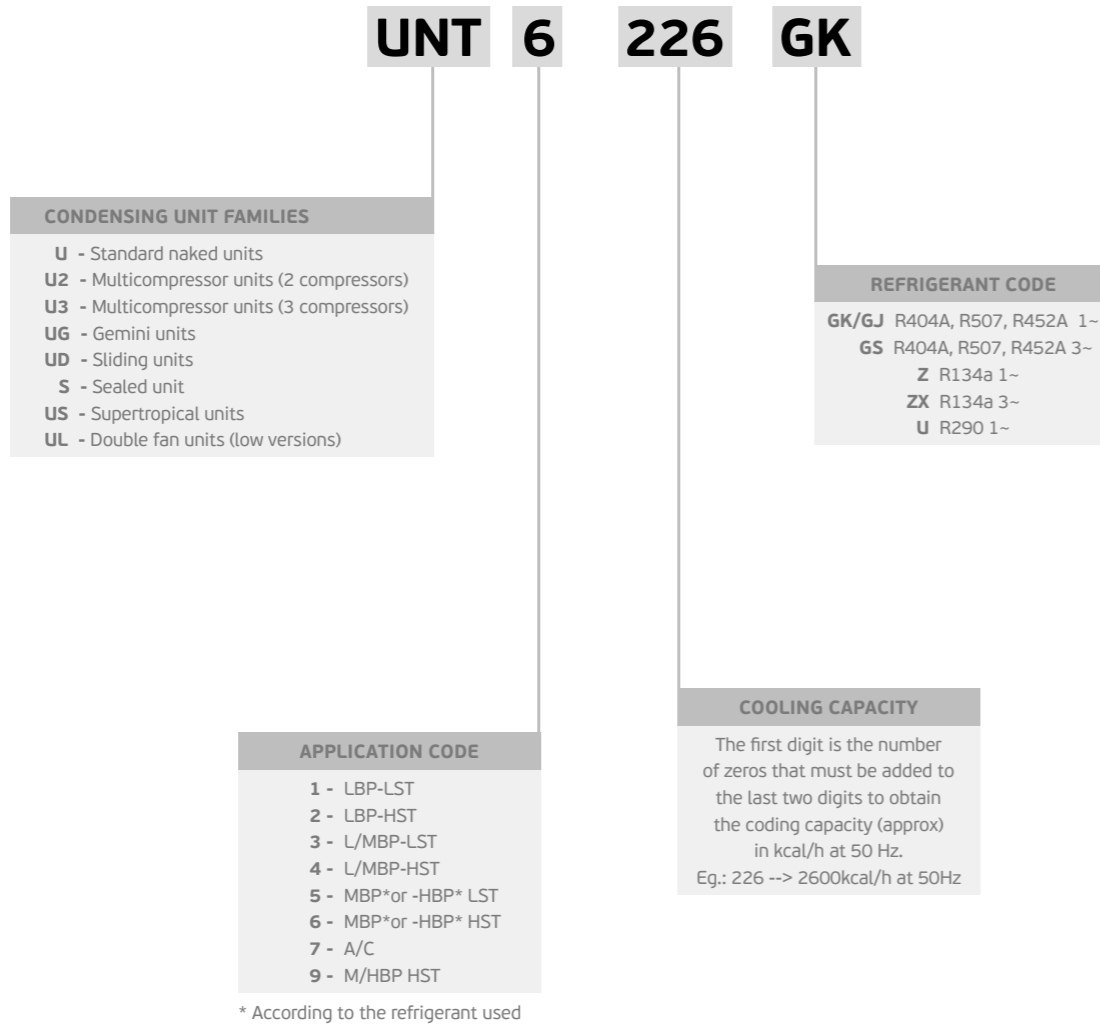 UNT 6 226 GK
CONDENSING UNIT FAMILIES
U - Standard naked units
U2 - Multicompressor units (2 compressors)
U3 - Multicompressor units (3 compressors)
UG - Gemini units
UD - Sliding units
S - Sealed unit
US - Supertropical units
UL - Double fan units (low versions)
REFRIGERANT CODE
GK/GJ R404A, R507, R452A 1~
GS R404A, R507, R452A 3~
Z R134a 1~
ZX R134a 3~
U R290 1~
COOLING CAPACITY
The first digit is the number
of zeros that must be added to
the last two digits to obtain
the coding capacity (approx)
in kcal/h at 50 Hz.
Eg.: 226 --> 2600kcal/h at 50Hz
APPLICATION CODE
1 - LBP-LST
2 - LBP-HST
3 - L/MBP-LST
4 - L/MBP-HST
5 - MBP*or -HBP* LST
6 - MBP*or -HBP* HST
7 - A/C
9 - M/HBP HST
* According to the refrigerant used